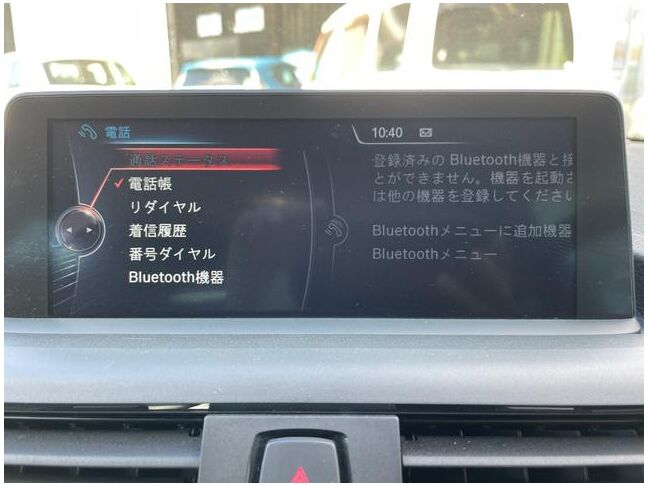 電話
10:40
通話ステータス
電話帳
リダイヤル
着信履歴
番号ダイヤル
Bluetooth機器
登録済みの Bluetooth機器と接
とができません。機器を起動さ
は他の機器を登録してください
Bluetoothメニューに追加機器
Bluetoothメニュー